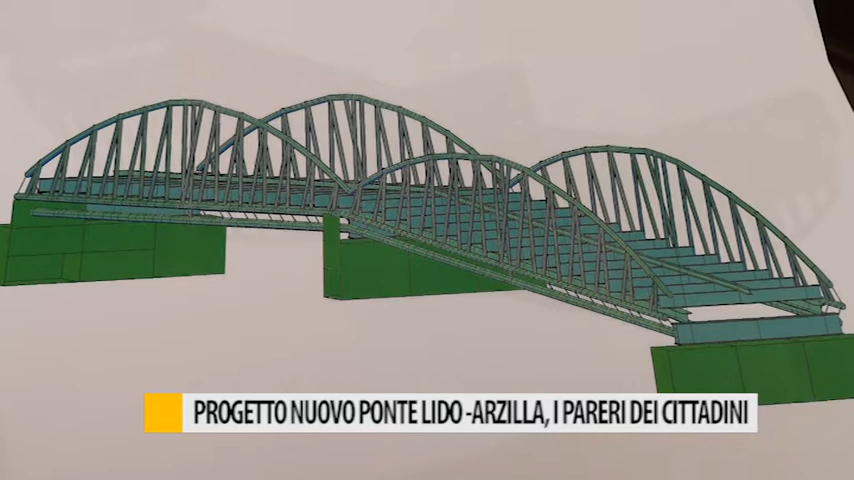 PROGETTO NUOVO PONTE LIDO -ARZILLA, I PARERI DEI CITTADINI